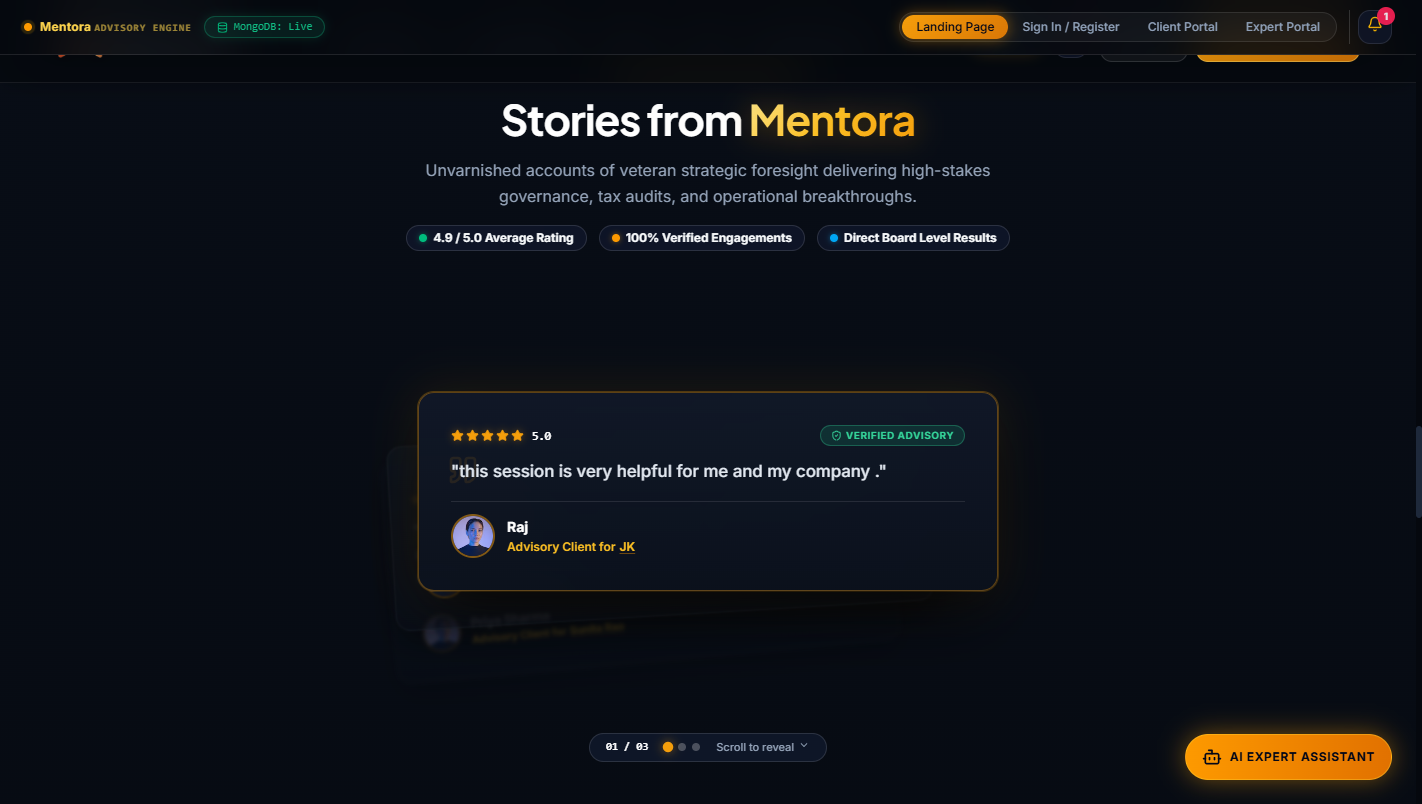 Mentora ADVISORY ENGINE
MongoDB: Live
Landing Page
Sign In / Register
Client Portal
Expert Portal
1
Stories from Mentora
Unvarnished accounts of veteran strategic foresight delivering high-stakes
governance, tax audits, and operational breakthroughs.
4.9 / 5.0 Average Rating
100% Verified Engagements
Direct Board Level Results
5.0
VERIFIED ADVISORY
"this session is very helpful for me and my company ."
Raj
Advisory Client for JK
Advisory Client for
01 / 03
Scroll to reveal
AI EXPERT ASSISTANT